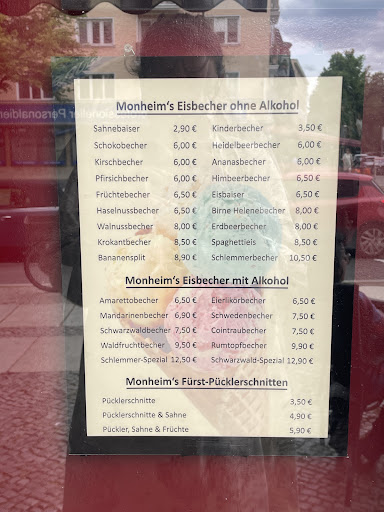 Monheim's Eisbecher ohne Alkohol
Sahnebaiser 2,90 € Kinderbecher 3,50 €
Schokobecher 6,00 € Heidelbeerbecher 6,00 €
Kirschbecher 6,00 € Ananasbecher 6,00 €
Pfirsichbecher 6,00 € Himbeerbecher 6,50 €
Früchtebecher 6,50 € Eisbaiser 6,50 €
Haselnussbecher 6,50 € Birne Helenebecher 8,00 €
Walnussbecher 8,00 € Erdbeerbecher 8,00 €
Krokantbecher 8,50 € Spaghettieis 8,50 €
Bananensplit 8,90 € Schlemmerbecher 10,50 €
Monheim's Eisbecher mit Alkohol
Amarettobecher 6,50 € Eierlikörbecher 6,50 €
Mandarinenbecher 6,90 € Schwedenbecher 7,50 €
Schwarzwaldbecher 7,50 € Cointraubecher 7,50 €
Waldfruchtbecher 9,50 € Rumtopfbecher 9,90 €
Schlemmer-Spezial 12,50 € Schwarzwald-Spezial 12,90 €
Monheim's Fürst-Pücklerschnitten
Pücklerschnitte 3,50 €
Pücklerschnitte & Sahne 4,90 €
Pückler, Sahne & Früchte 5,90 €